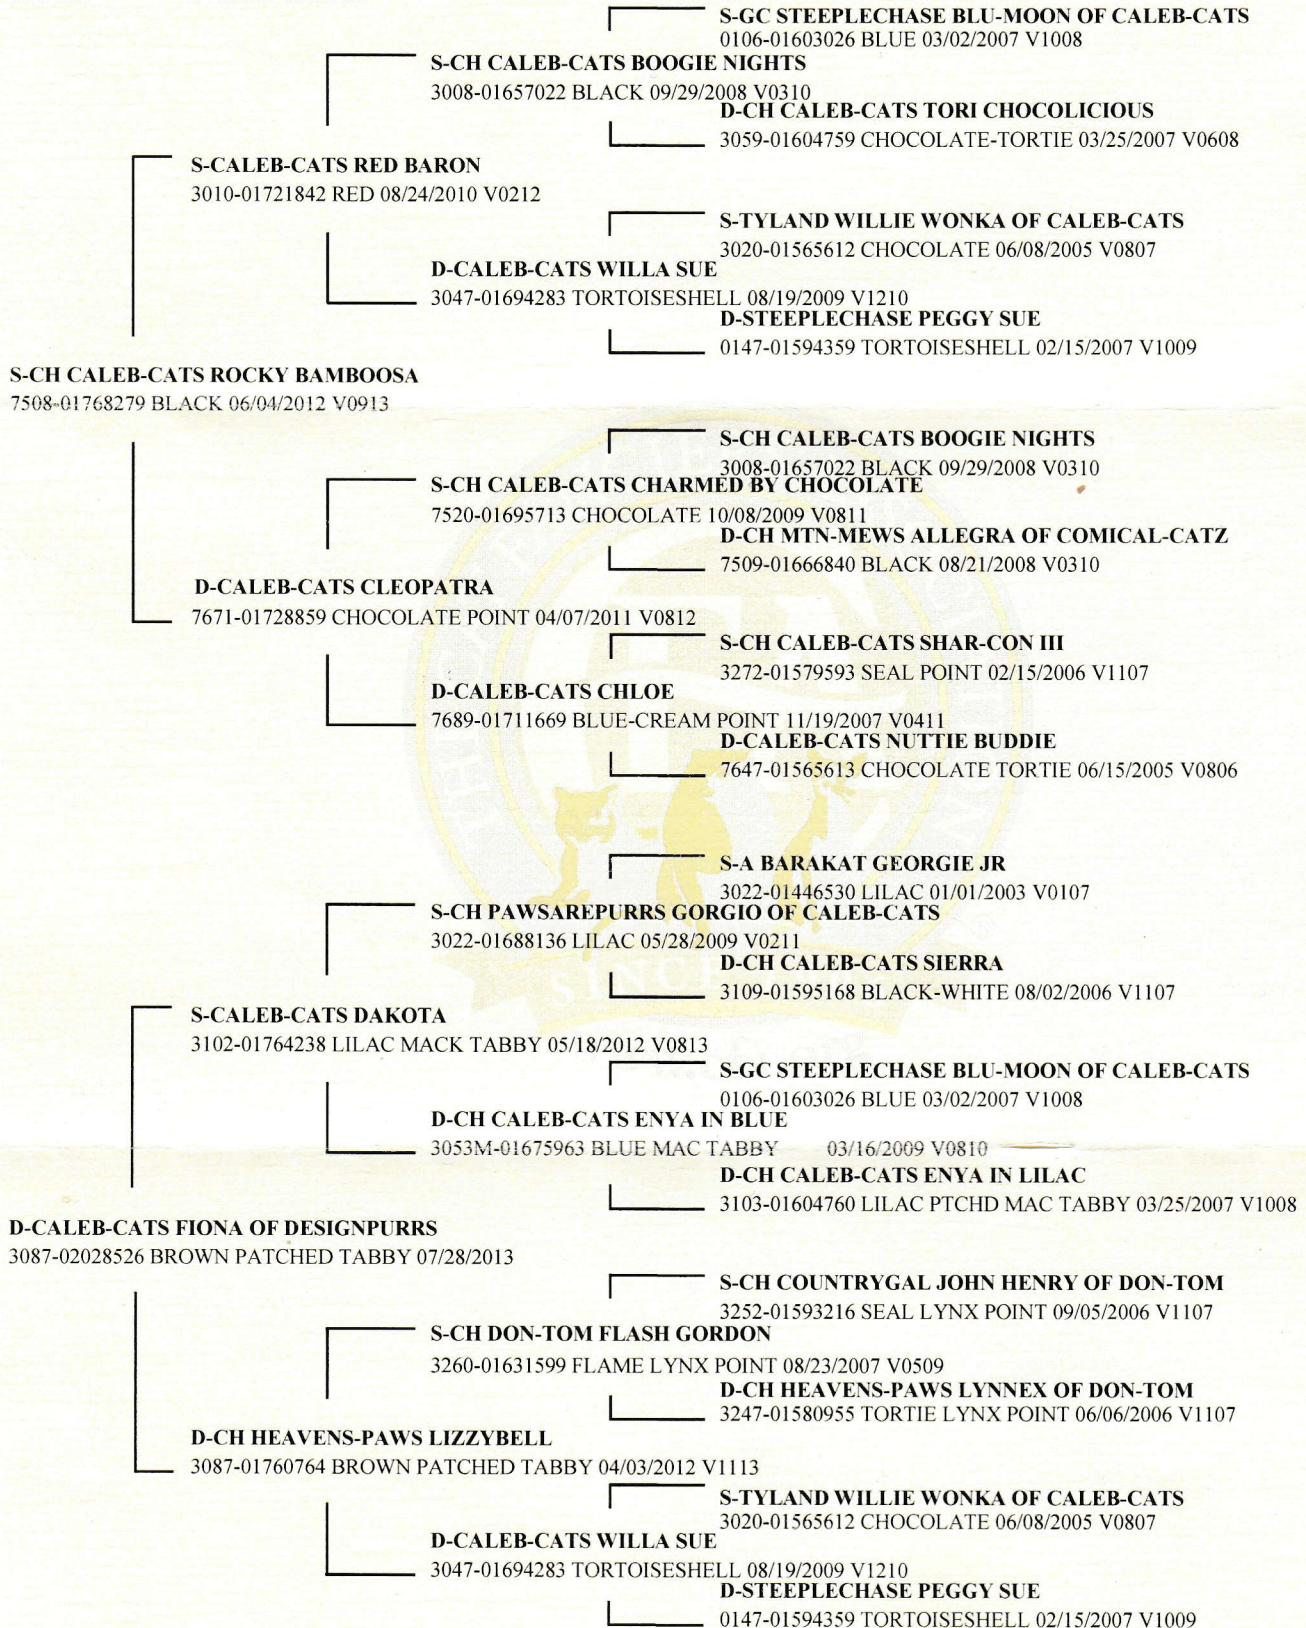 S-GC STEEPLECHASE BLU-MOON OF CALEB-CATS
0106-01603026 BLUE 03/02/2007 V1008
S-CH CALEB-CATS BOOGIE NIGHTS
3008-01657022 BLACK 09/29/2008 V0310
D-CH CALEB-CATS TORI CHOCOLICIOUS
3059-01604759 CHOCOLATE-TORTIE 03/25/2007 V0608
S-CALEB-CATS RED BARON
3010-01721842 RED 08/24/2010 V0212
S-TYLAND WILLIE WONKA OF CALEB-CATS
3020-01565612 CHOCOLATE 06/08/2005 V0807
D-CALEB-CATS WILLA SUE
3047-01694283 TORTOISESHELL 08/19/2009 V1210
D-STEEPLECHASE PEGGY SUE
0147-01594359 TORTOISESHELL 02/15/2007 V1009
S-CH CALEB-CATS ROCKY BAMBOOSA
7508-01768279 BLACK 06/04/2012 V0913
S-CH CALEB-CATS BOOGIE NIGHTS
3008-01657022 BLACK 09/29/2008 V0310
S-CH CALEB-CATS CHARMED BY CHOCOLATE
7520-01695713 CHOCOLATE 10/08/2009 V0811
D-CH MTN-MEWS ALLEGRA OF COMICAL-CATZ
7509-01666840 BLACK 08/21/2008 V0310
D-CALEB-CATS CLEOPATRA
7671-01728859 CHOCOLATE POINT 04/07/2011 V0812
S-CH CALEB-CATS SHAR-CON III
3272-01579593 SEAL POINT 02/15/2006 V1107
D-CALEB-CATS CHLOE
7689-01711669 BLUE-CREAM POINT 11/19/2007 V0411
D-CALEB-CATS NUTTIE BUDDIE
7647-01565613 CHOCOLATE TORTIE 06/15/2005 V0806
S-A BARAKAT GEORGIE JR
3022-01446530 LILAC 01/01/2003 V0107
S-CH PAWSAREPURRS GORGIO OF CALEB-CATS
3022-01688136 LILAC 05/28/2009 V0211
D-CH CALEB-CATS SIERRA
3109-01595168 BLACK-WHITE 08/02/2006 V1107
S-CALEB-CATS DAKOTA
3102-01764238 LILAC MACK TABBY 05/18/2012 V0813
S-GC STEEPLECHASE BLU-MOON OF CALEB-CATS
0106-01603026 BLUE 03/02/2007 V1008
D-CH CALEB-CATS ENYA IN BLUE
3053M-01675963 BLUE MAC TABBY 03/16/2009 V0810
D-CH CALEB-CATS ENYA IN LILAC
3103-01604760 LILAC PTCHD MAC TABBY 03/25/2007 V1008
D-CALEB-CATS FIONA OF DESIGNPURRS
3087-02028526 BROWN PATCHED TABBY 07/28/2013
S-CH COUNTRYGAL JOHN HENRY OF DON-TOM
3252-01593216 SEAL LYNX POINT 09/05/2006 V1107
S-CH DON-TOM FLASH GORDON
3260-01631599 FLAME LYNX POINT 08/23/2007 V0509
D-CH HEAVENS-PAWS LYNNEX OF DON-TOM
3247-01580955 TORTIE LYNX POINT 06/06/2006 V1107
D-CH HEAVENS-PAWS LIZZYBELL
3087-01760764 BROWN PATCHED TABBY 04/03/2012 V1113
S-TYLAND WILLIE WONKA OF CALEB-CATS
3020-01565612 CHOCOLATE 06/08/2005 V0807
D-CALEB-CATS WILLA SUE
3047-01694283 TORTOISESHELL 08/19/2009 V1210
D-STEEPLECHASE PEGGY SUE
0147-01594359 TORTOISESHELL 02/15/2007 V1009